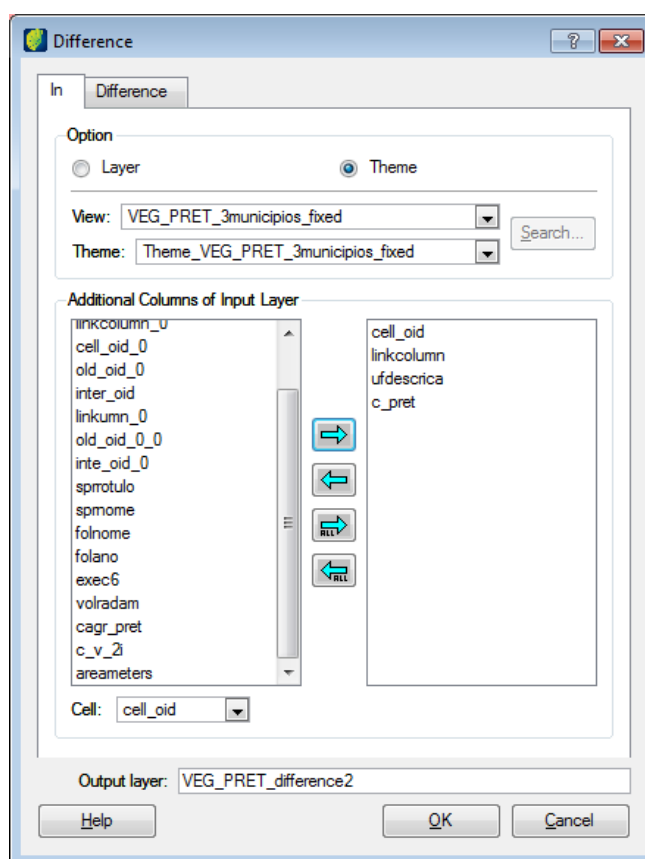 Difference
In Difference
Option
Layer Theme
View: VEG_PRET_3municipios_fixed
Search...
Theme: Theme_VEG_PRET_3municipios_fixed
Additional Columns of Input Layer
linkcolumn_0
cell_oid_0
old_oid_0
inter_oid
linkumn_0
old_oid_0_0
inte_oid_0
sprrotulo
sprnome
folnome
folano
exec6
volradam
cagr_pret
c_v_2i
areameters
cell_oid
linkcolumn
ufdescrica
c_pret
ALL
ALL
Cell: cell_oid
Output layer: VEG_PRET_difference2
Help OK Cancel